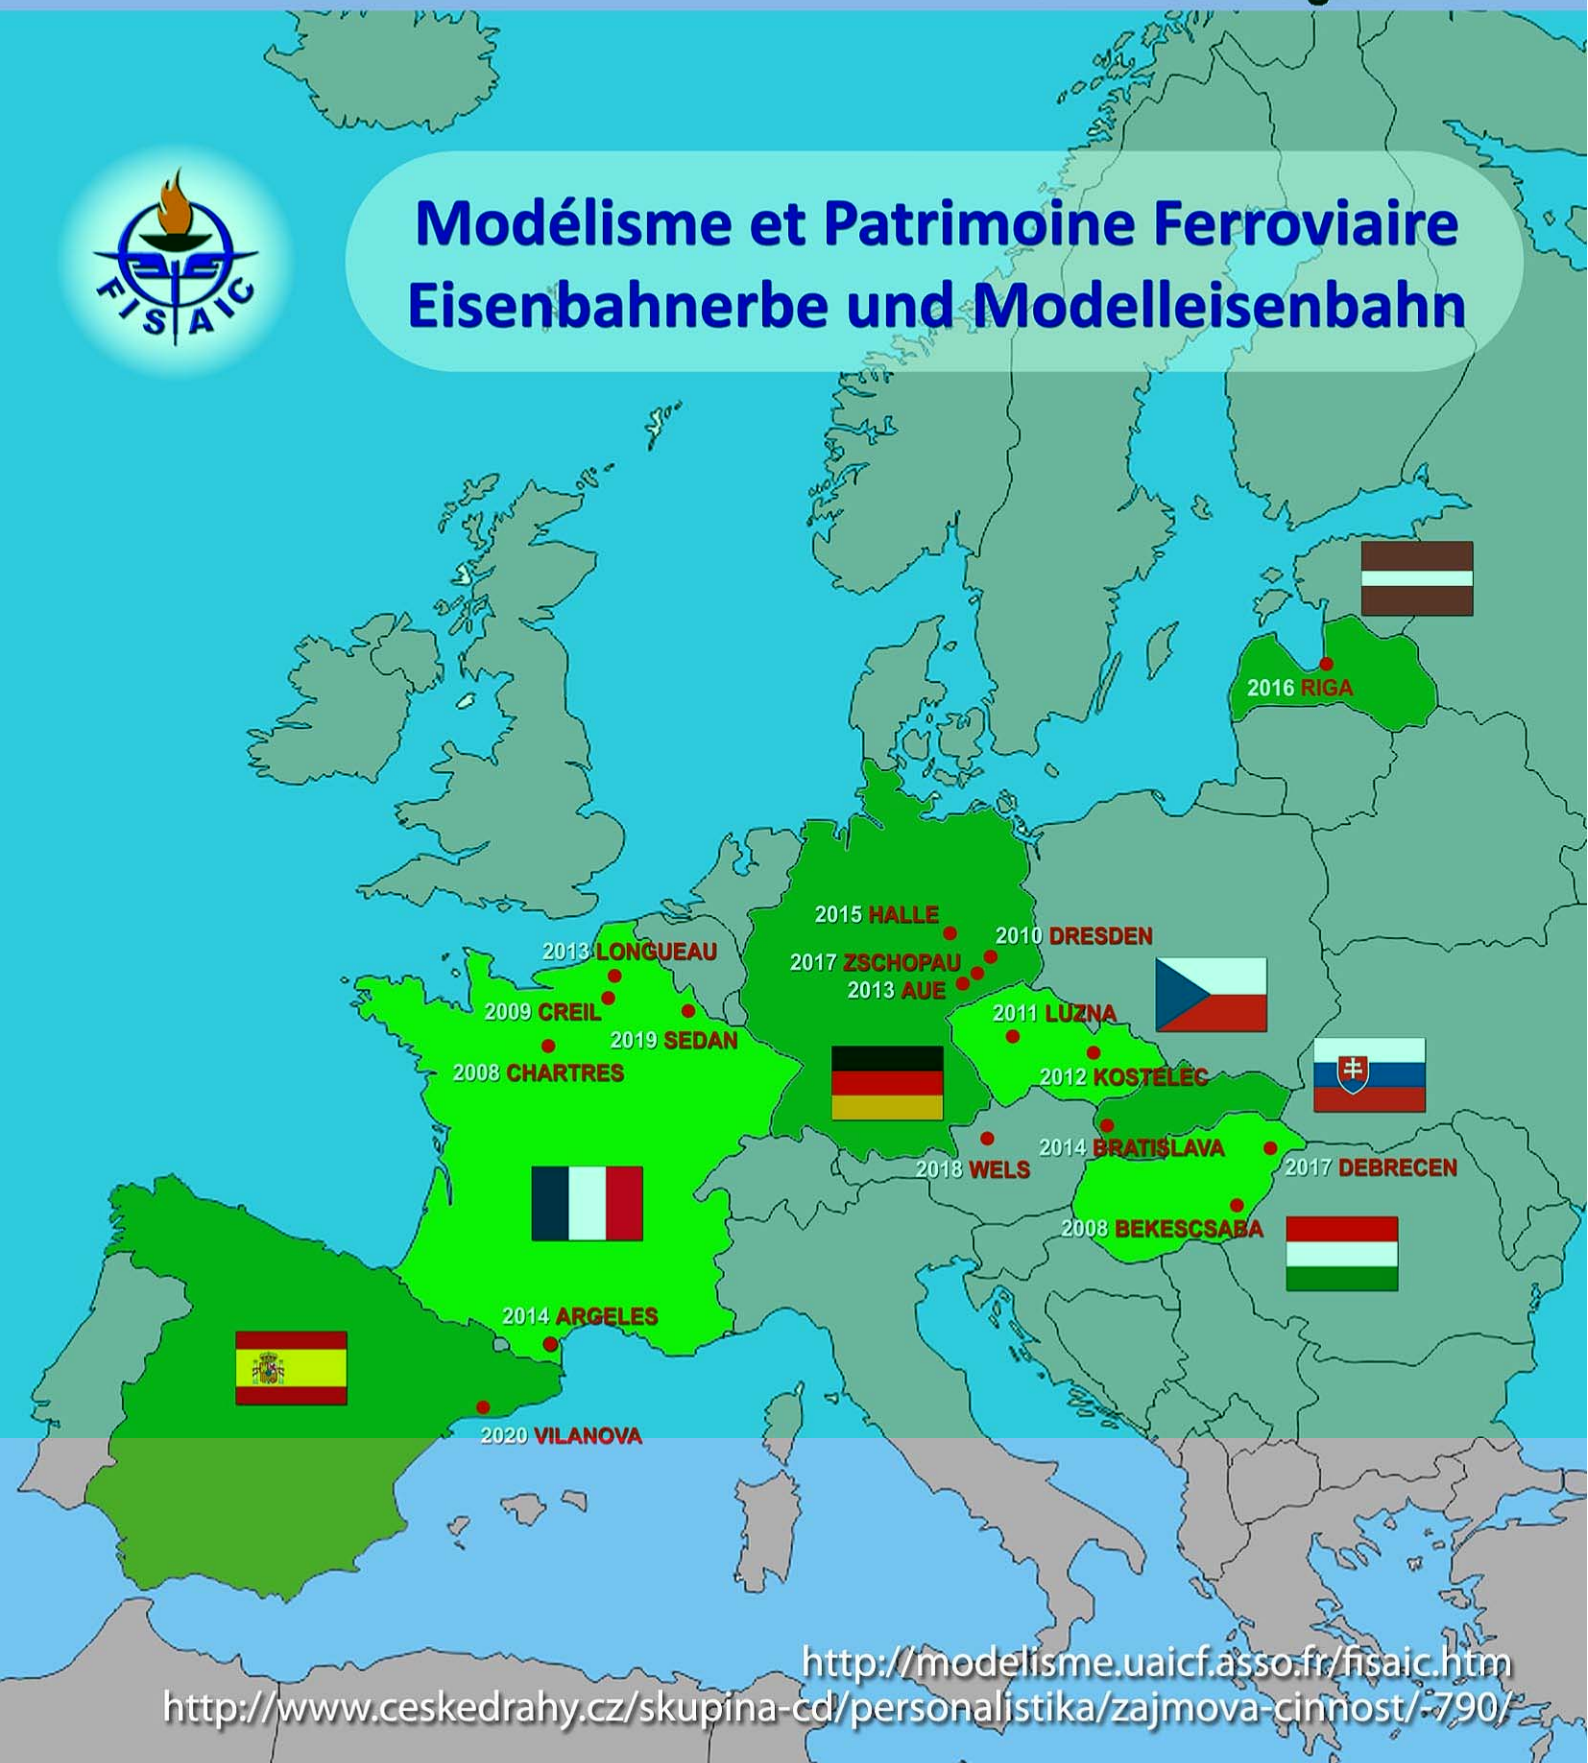 FISAIC
Modélisme et Patrimoine Ferroviaire
Eisenbahnerbe und Modelleisenbahn
2016 RIGA
2015 HALLE
2010 DRESDEN
2013 LONGUEAU
2017 ZSCHOPAU
2013 AUE
2009 CREIL
2011 LUZNA
2019 SEDAN
2008 CHARTRES
2012 KOSTELEC
2014 BRATISLAVA
2018 WELS
2017 DEBRECEN
2008 BEKESCSABA
2014 ARGELES
2020 VILANOVA
http://modelisme.uaicf.asso.fr/fisaic.htm
http://www.ceskedrahy.cz/skupina-cd/personalistika/zajmova-cinnost/-790/